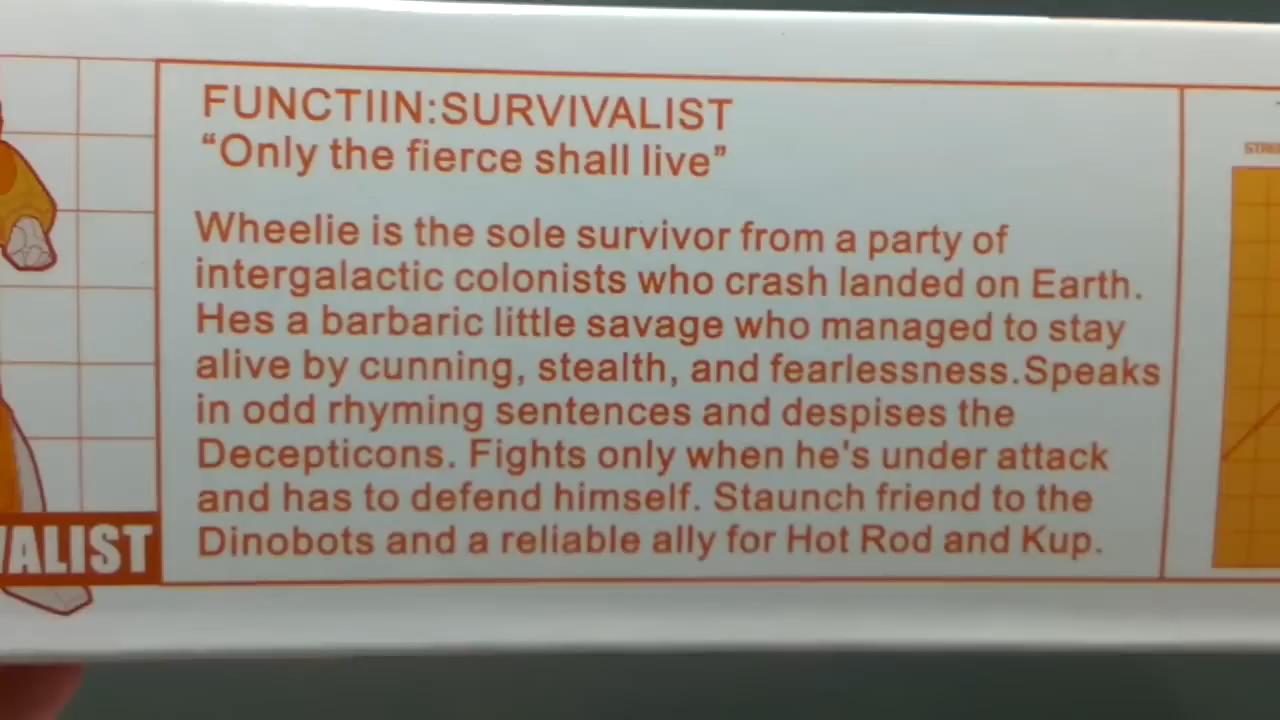 FUNCTIIN:SURVIVALIST
“Only the fierce shall live”
Wheelie is the sole survivor from a party of
intergalactic colonists who crash landed on Earth.
Hes a barbaric little savage who managed to stay
alive by cunning, stealth, and fearlessness.Speaks
in odd rhyming sentences and despises the
Decepticons. Fights only when he's under attack
and has to defend himself. Staunch friend to the
Dinobots and a reliable ally for Hot Rod and Kup.
VALIST